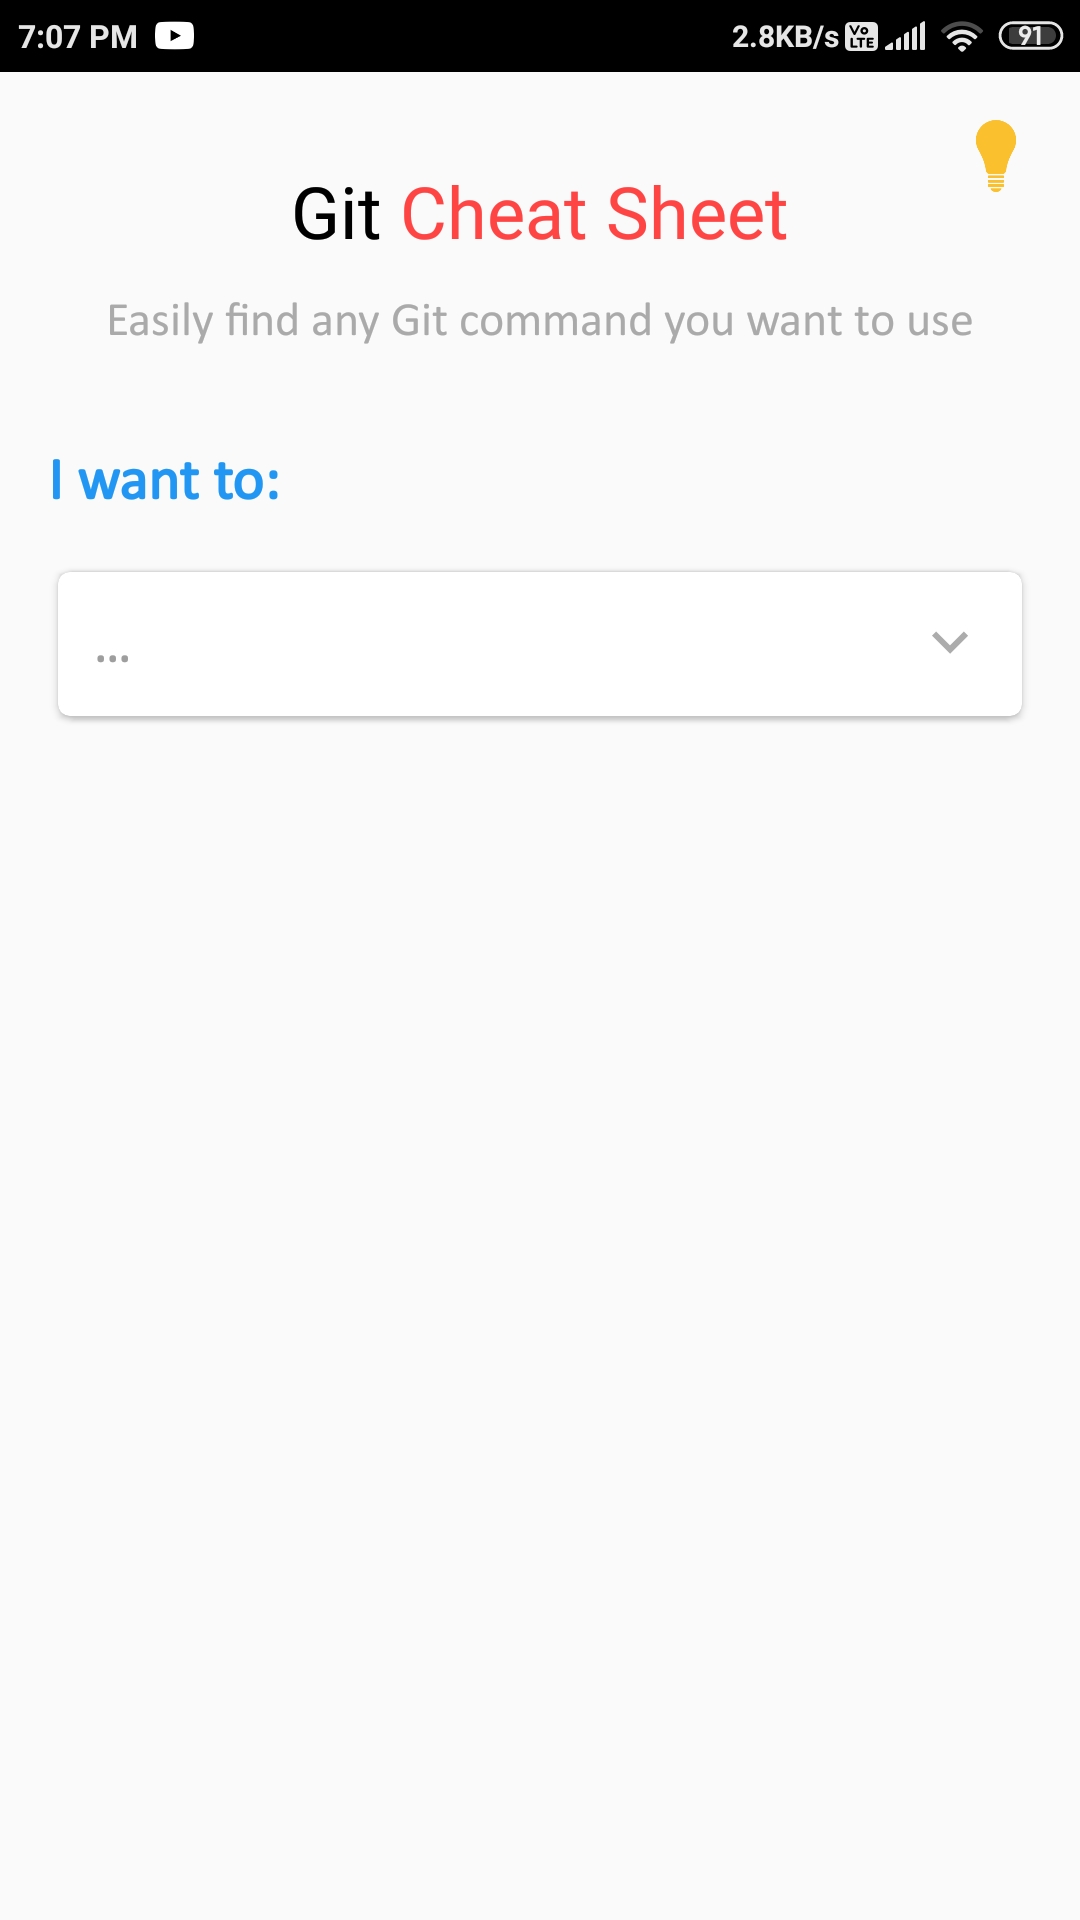 7:07 PM 2.8KB/s Vo LTE 91
Git Cheat Sheet
Easily find any Git command you want to use
I want to:
...